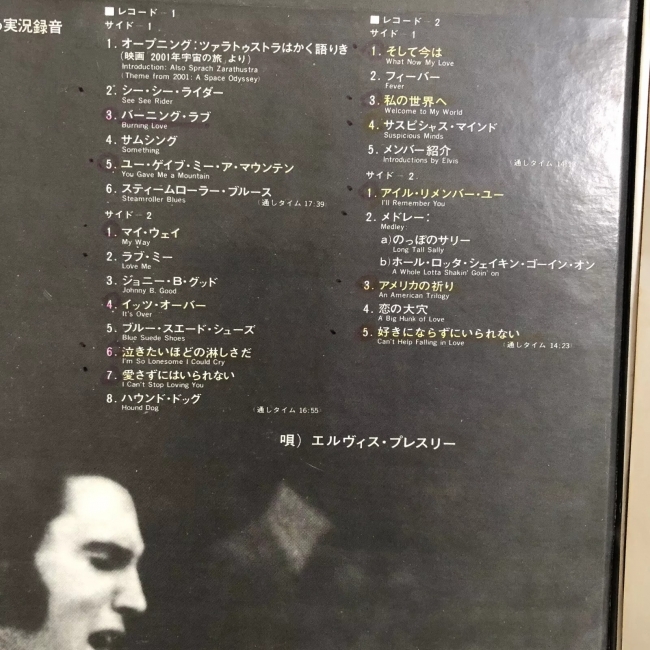 実況録音
■レコード-1
サイド-1
1. オープニング:ツァラトゥストラはかく語りき
(映画「2001年宇宙の旅」より)
Introduction: Also Sprach Zarathustra
(Theme from 2001: A Space Odyssey)
2. シー・シー・ライダー
See See Rider
3. バーニング・ラブ
Burning Love
4. サムシング
Something
5. ユー・ゲイブ・ミー・ア・マウンテン
You Gave Me a Mountain
6. スティームローラー・ブルース
Steamroller Blues
(通しタイム 17:39)
サイド-2
1. マイ・ウェイ
My Way
2. ラブ・ミー
Love Me
3. ジョニー・B・グッド
Johnny B. Good
4. イッツ・オーバー
It's Over
5. ブルー・スエード・シューズ
Blue Suede Shoes
6. 泣きたいほどの淋しさだ
I'm So Lonesome I Could Cry
7. 愛さずにはいられない
I Can't Stop Loving You
8. ハウンド・ドッグ
Hound Dog
(通しタイム 16:55)
■レコード-2
サイド-1
1. そして今は
What Now My Love
2. フィーバー
Fever
3. 私の世界へ
Welcome to My World
4. サスピシャス・マインド
Suspicious Minds
5. メンバー紹介
Introductions by Elvis
(通しタイム
サイド-2
1. アイル・リメンバー・ユー
I'll Remember You
2. メドレー:
Medley
a)のっぽのサリー
Long Tall Sally
b)ホール・ロッタ・シェイキン・ゴーイン・オン
A Whole Lotta Shakin' Goin' on
3. アメリカの祈り
An American Trilogy
4. 恋の大穴
A Big Hunk of Love
5. 好きにならずにいられない
Can't Help Falling in Love
(通しタイム 14:23)
唄) エルヴィス・プレスリー